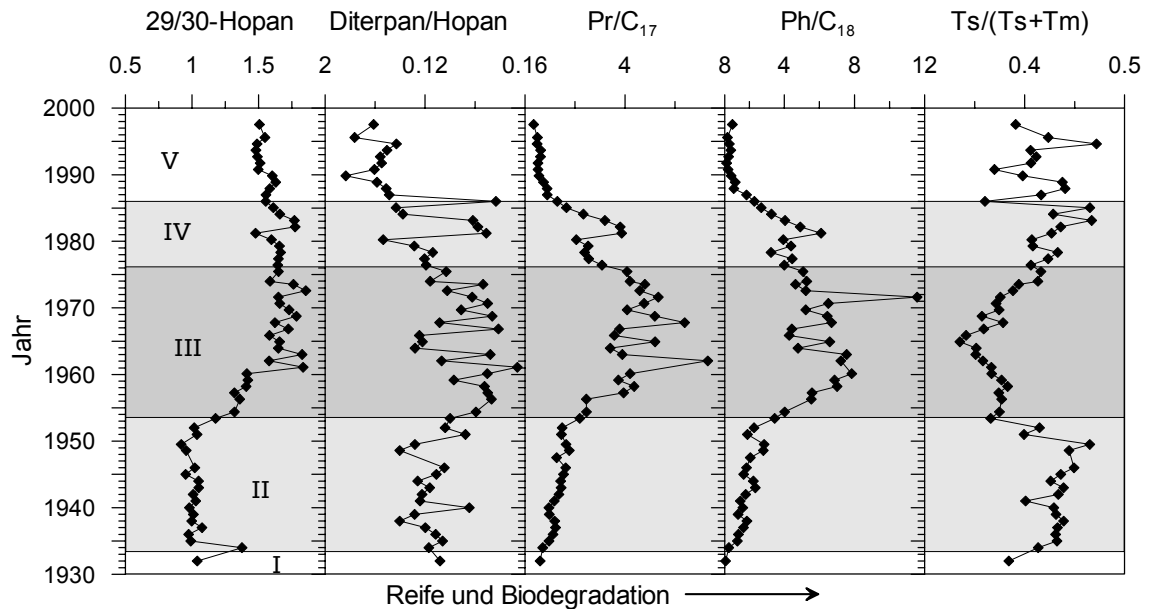 29/30-Hopan Diterpan/Hopan Pr/C17 Ph/C18 Ts/(Ts+Tm)
0.5 1 1.5 2 0.12 0.16 4 8 4 8 12 0.4 0.5
2000
V
1990
IV
1980
1970
III
1960
1950
II
1940
I
1930
Jahr
Reife und Biodegradation